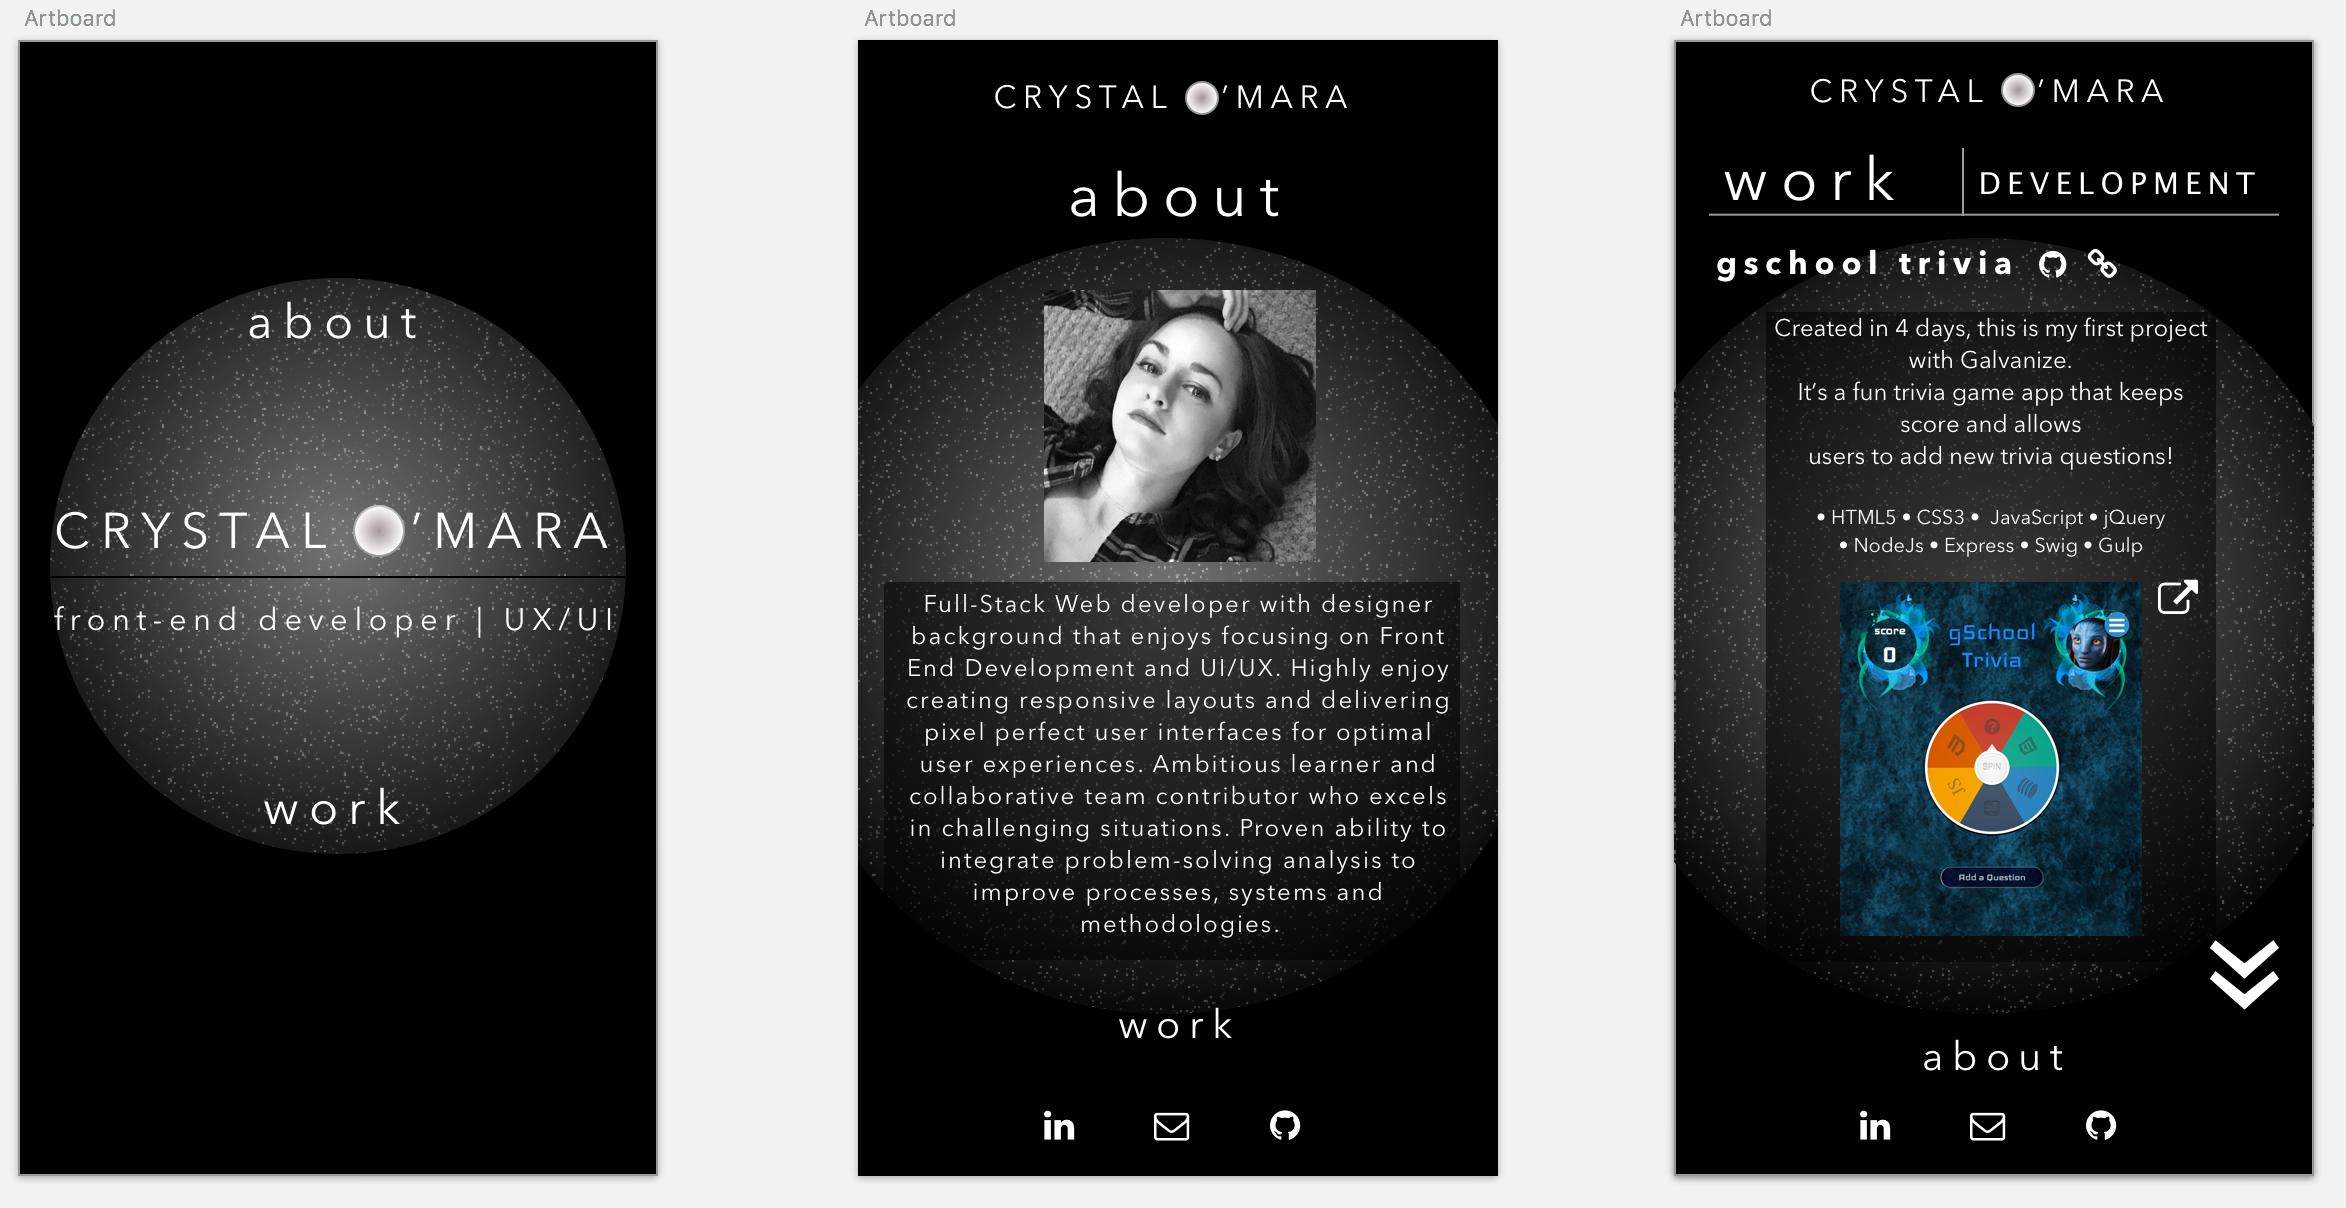 Artboard
about
CRYSTAL O’MARA
front-end developer | UX/UI
work
Artboard
CRYSTAL O’MARA
about
Full-Stack Web developer with designer
background that enjoys focusing on Front
End Development and UI/UX. Highly enjoy
creating responsive layouts and delivering
pixel perfect user interfaces for optimal
user experiences. Ambitious learner and
collaborative team contributor who excels
in challenging situations. Proven ability to
integrate problem-solving analysis to
improve processes, systems and
methodologies.
work
in
Artboard
CRYSTAL O’MARA
work | DEVELOPMENT
gschool trivia
Created in 4 days, this is my first project
with Galvanize.
It’s a fun trivia game app that keeps
score and allows
users to add new trivia questions!
• HTML5 • CSS3 • JavaScript • jQuery
• NodeJs • Express • Swig • Gulp
score
0
gSchool
Trivia
?
JS
SPIN
Add a Question
about
in